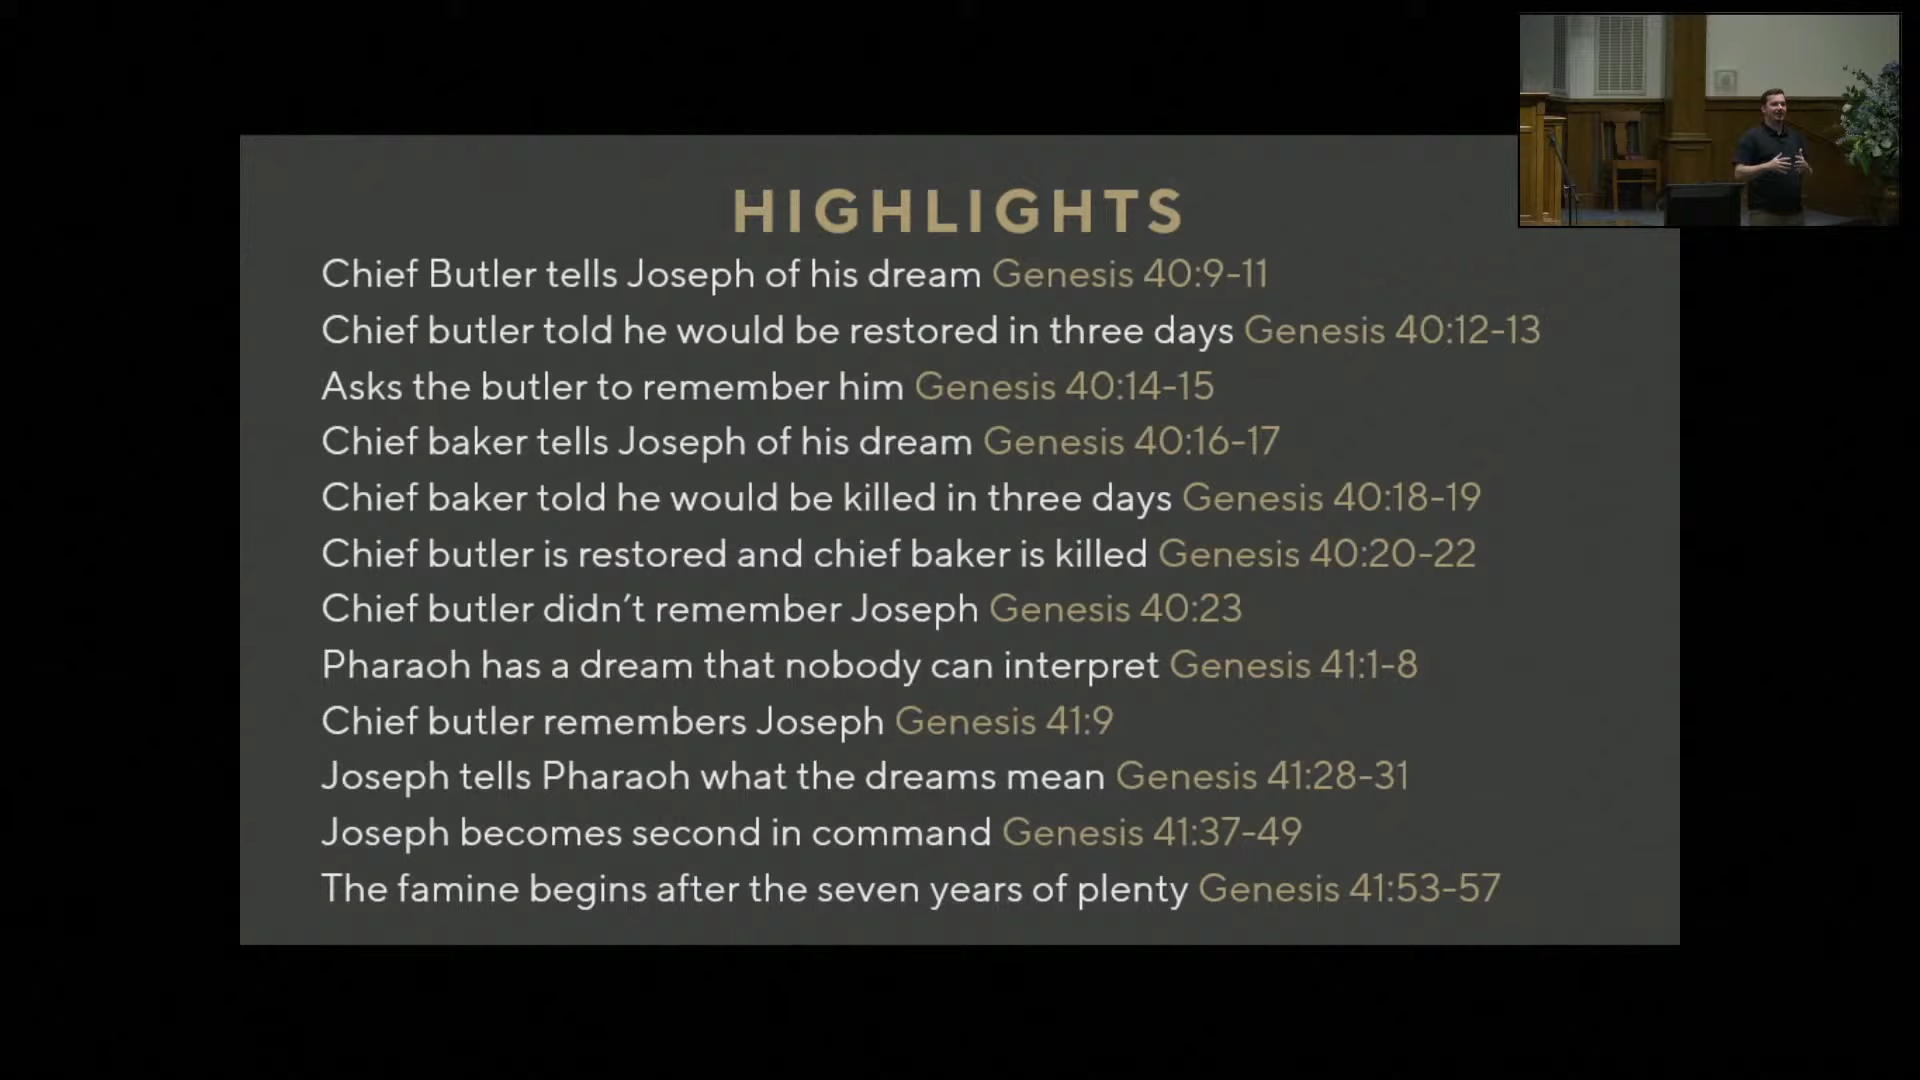 HIGHLIGHTS
Chief Butler tells Joseph of his dream Genesis 40:9-11
Chief butler told he would be restored in three days Genesis 40:12-13
Asks the butler to remember him Genesis 40:14-15
Chief baker tells Joseph of his dream Genesis 40:16-17
Chief baker told he would be killed in three days Genesis 40:18-19
Chief butler is restored and chief baker is killed Genesis 40:20-22
Chief butler didn't remember Joseph Genesis 40:23
Pharaoh has a dream that nobody can interpret Genesis 41:1-8
Chief butler remembers Joseph Genesis 41:9
Joseph tells Pharaoh what the dreams mean Genesis 41:28-31
Joseph becomes second in command Genesis 41:37-49
The famine begins after the seven years of plenty Genesis 41:53-57